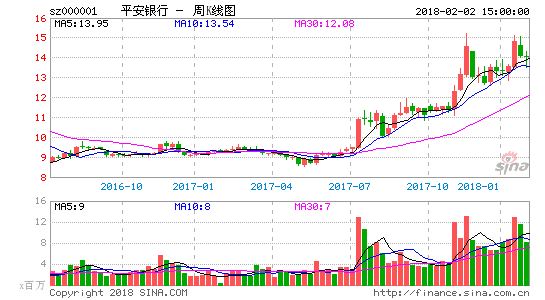 sz000001 平安银行 - 周K线图 2018-02-02 15:00:00
MA5:13.95 MA10:13.54 MA30:12.08
16
15
14
13
12
11
10
9
8
sina
2016-10 2017-01 2017-04 2017-07 2017-10 2018-01
MA5:9 MA10:8 MA30:7
16
12
8
4
x百万
Copyright 2018 SINA.COM http://finance.sina.com.cn